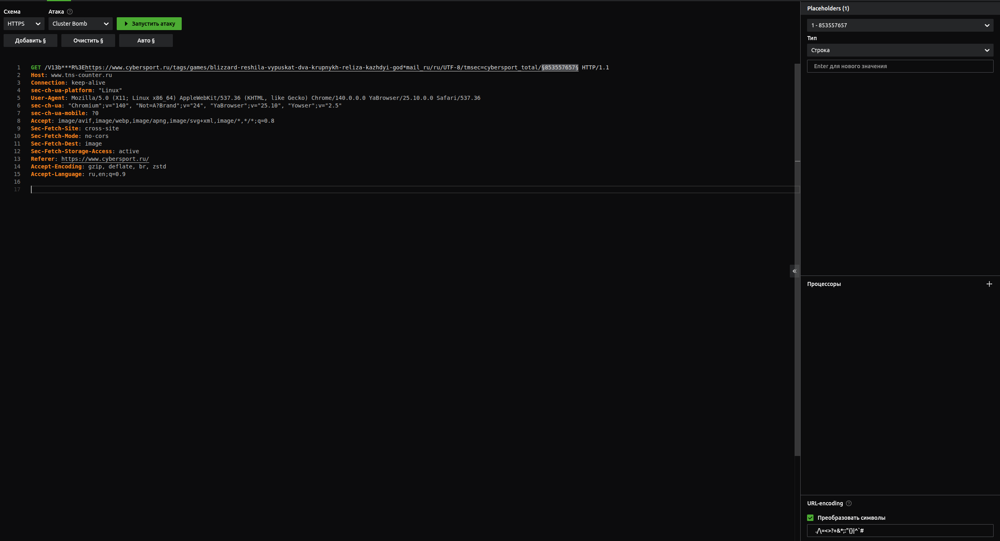 Схема
Атака
HTTPS
Cluster Bomb
Запустить атаку
Добавить §
Очистить §
Авто §
1 GET /V13b***R%3Ehttps://www.cybersport.ru/tags/games/blizzard-reshila-vypuskat-dva-krupnykh-reliza-kazhdyi-god*mail_ru/ru/UTF-8/tmsec=cybersport_total/§853557657§ HTTP/1.1
2 Host: www.tns-counter.ru
3 Connection: keep-alive
4 sec-ch-ua-platform: "Linux"
5 User-Agent: Mozilla/5.0 (X11; Linux x86_64) AppleWebKit/537.36 (KHTML, like Gecko) Chrome/140.0.0.0 YaBrowser/25.10.0.0 Safari/537.36
6 sec-ch-ua: "Chromium";v="140", "Not=A?Brand";v="24", "YaBrowser";v="25.10", "Yowser";v="2.5"
7 sec-ch-ua-mobile: ?0
8 Accept: image/avif,image/webp,image/apng,image/svg+xml,image/*,*/*;q=0.8
9 Sec-Fetch-Site: cross-site
10 Sec-Fetch-Mode: no-cors
11 Sec-Fetch-Dest: image
12 Sec-Fetch-Storage-Access: active
13 Referer: https://www.cybersport.ru/
14 Accept-Encoding: gzip, deflate, br, zstd
15 Accept-Language: ru,en;q=0.9
16
17
Placeholders (1)
1 - 853557657
Тип
Строка
Enter для нового значения
Процессоры
URL-encoding
Преобразовать символы
./\=<>?+&*;:"{}|^`#